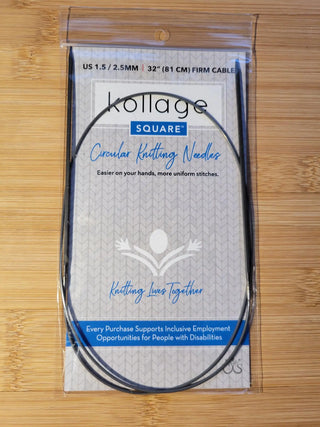 US 1.5 / 2.5MM | 32" (81 CM) FIRM CABLE
kollage
SQUARE™
Circular Knitting Needles
Easier on your hands, more uniform stitches.
Knitting Lives Together
Every Purchase Supports Inclusive Employment
Opportunities for People with Disabilities